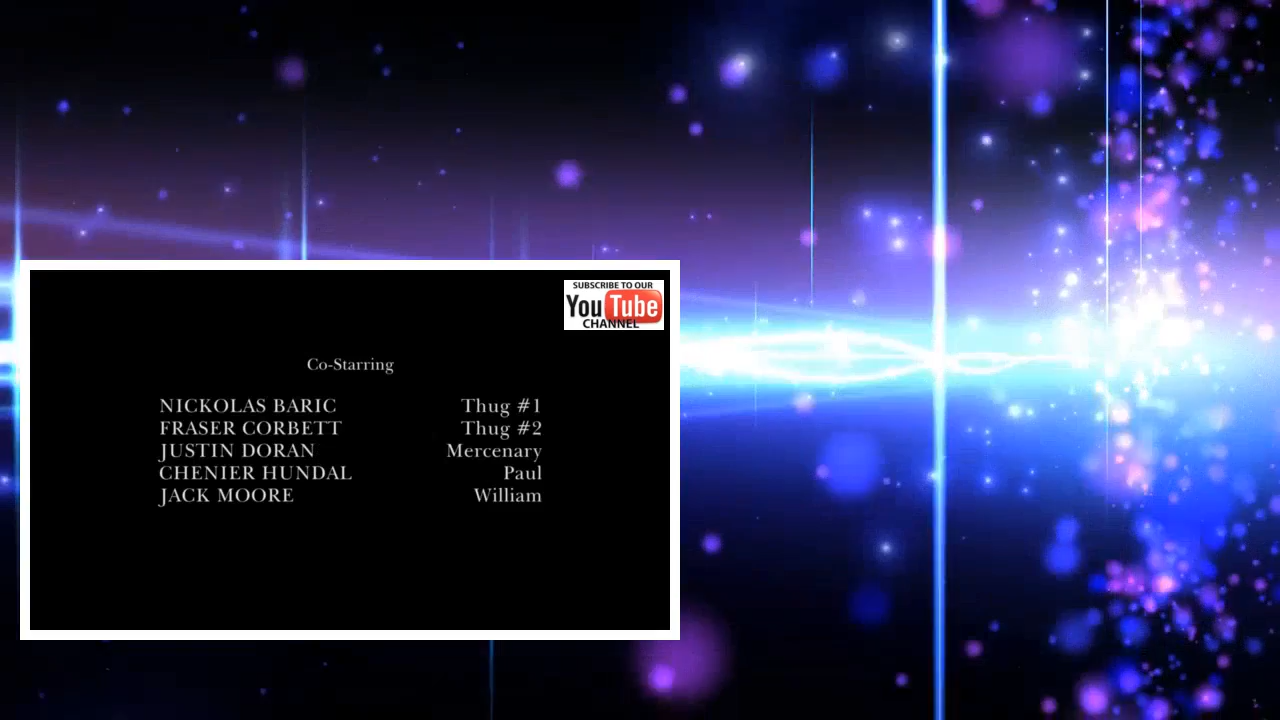 SUBSCRIBE TO OUR
YouTube
CHANNEL
Co-Starring
NICKOLAS BARIC Thug #1
FRASER CORBETT Thug #2
JUSTIN DORAN Mercenary
CHENIER HUNDAL Paul
JACK MOORE William